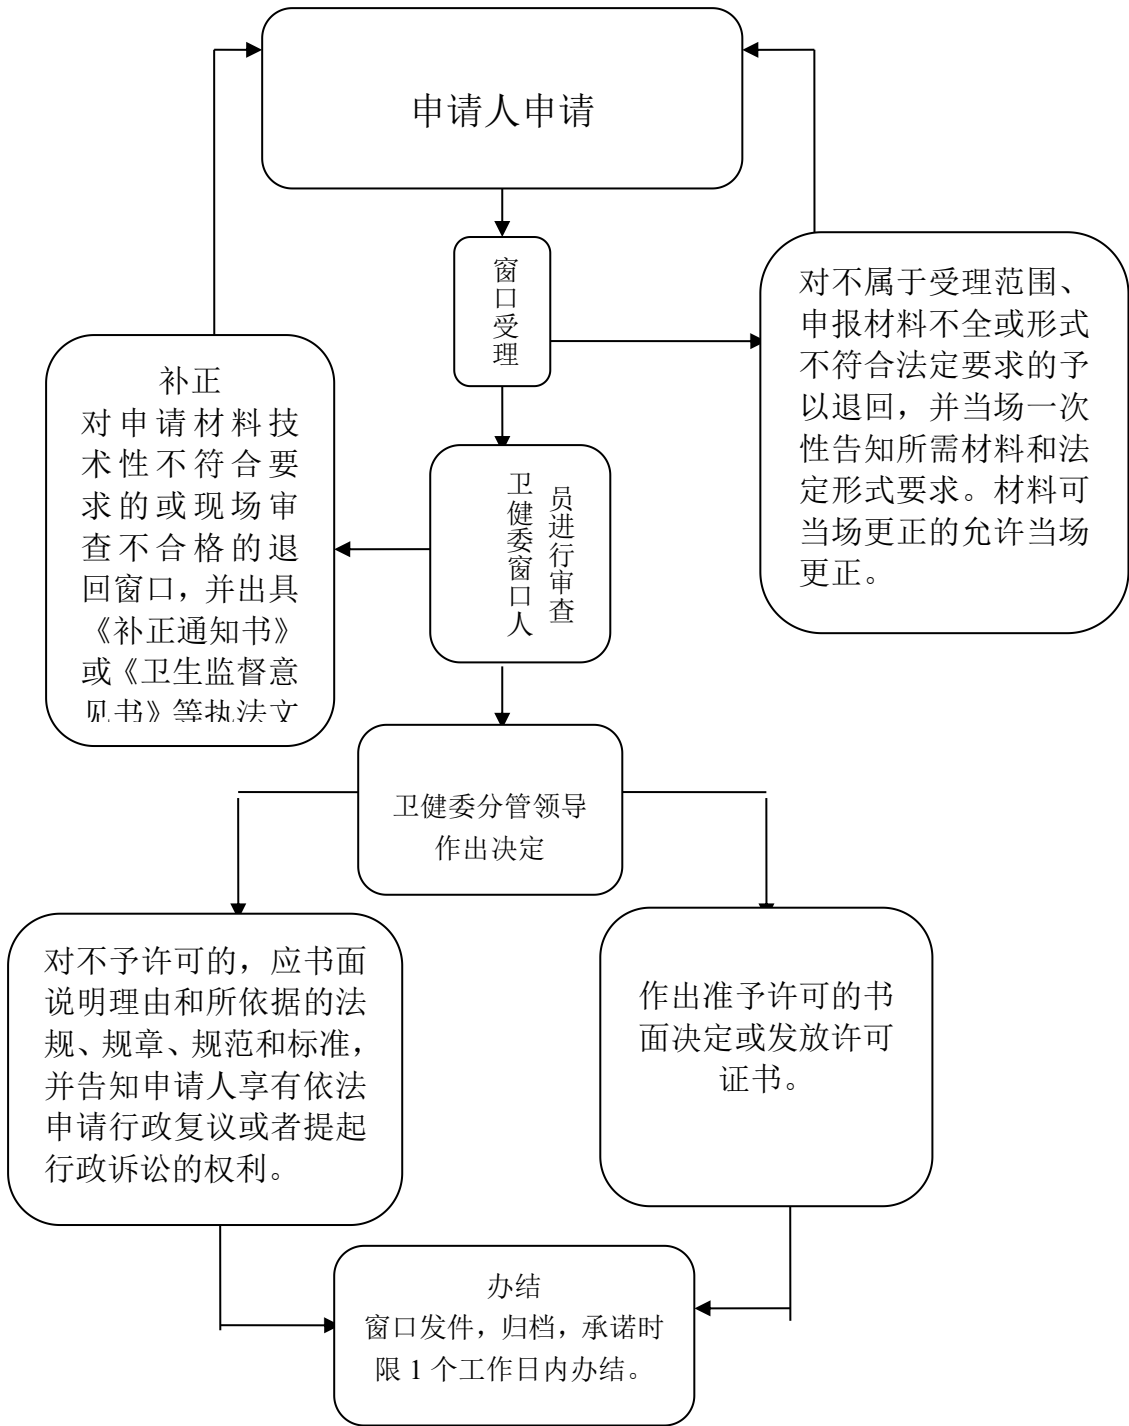 申请人申请
窗口受理
对不属于受理范围、
申报材料不全或形式
不符合法定要求的予
以退回，并当场一次
性告知所需材料和法
定形式要求。材料可
当场更正的允许当场
更正。
补正
对申请材料技
术性不符合要
求的或现场审
查不合格的退
回窗口，并出具
《补正通知书》
或《卫生监督意
见书》等执法文
卫健委窗口人
员进行审查
卫健委分管领导
作出决定
对不予许可的，应书面
说明理由和所依据的法
规、规章、规范和标准，
并告知申请人享有依法
申请行政复议或者提起
行政诉讼的权利。
作出准予许可的书
面决定或发放许可
证书。
办结
窗口发件，归档，承诺时
限 1 个工作日内办结。